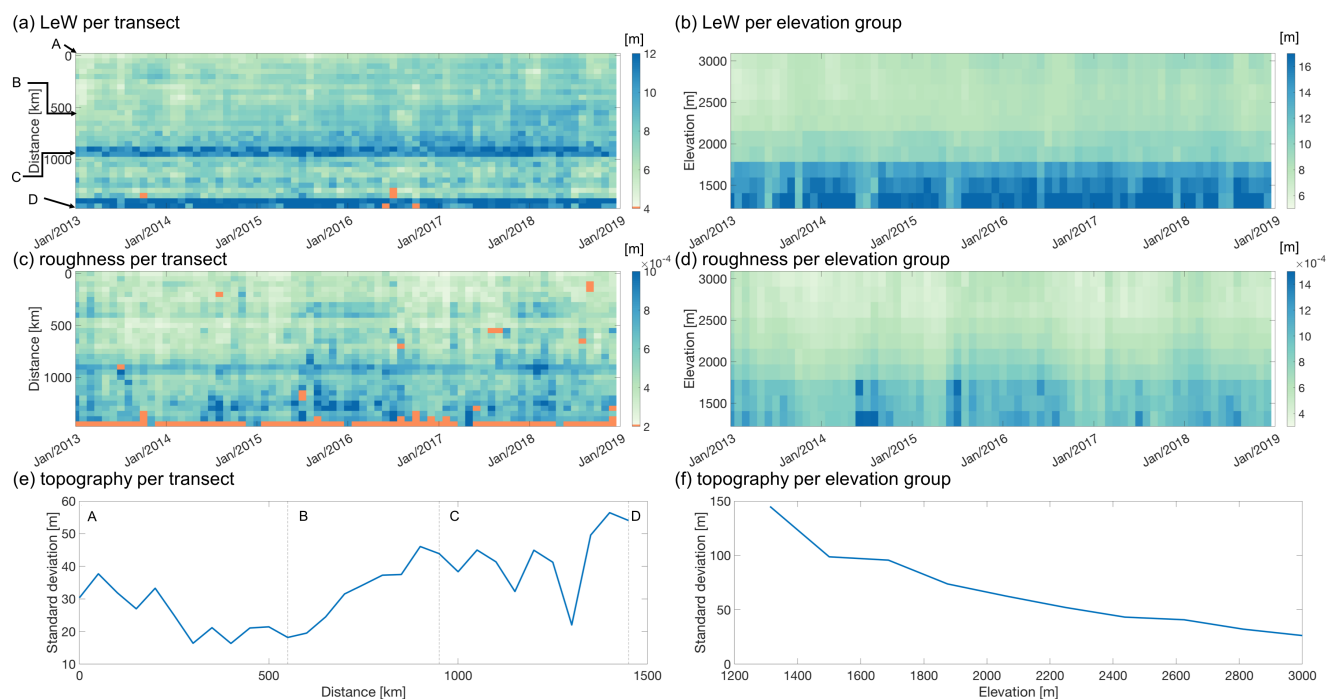 (a) LeW per transect
(b) LeW per elevation group
[m]
[m]
A
B
C
D
0
500
1000
Distance [km]
12
10
8
6
4
Jan/2013
Jan/2014
Jan/2015
Jan/2016
Jan/2017
Jan/2018
Jan/2019
3000
2500
2000
1500
Elevation [m]
16
14
12
10
8
6
Jan/2013
Jan/2014
Jan/2015
Jan/2016
Jan/2017
Jan/2018
Jan/2019
(c) roughness per transect
(d) roughness per elevation group
[m]
10 -4
[m]
×10-4
0
500
1000
Distance [km]
8
6
4
2
Jan/2013
Jan/2014
Jan/2015
Jan/2016
Jan/2017
Jan/2018
Jan/2019
3000
2500
2000
1500
Elevation [m]
14
12
10
8
6
4
Jan/2013
Jan/2014
Jan/2015
Jan/2016
Jan/2017
Jan/2018
Jan/2019
(e) topography per transect
(f) topography per elevation group
60
50
40
30
20
10
Standard deviation [m]
A
B
C
D
0
500
1000
1500
Distance [km]
150
100
50
0
Standard deviation [m]
1200
1400
1600
1800
2000
2200
2400
2600
2800
3000
Elevation [m]